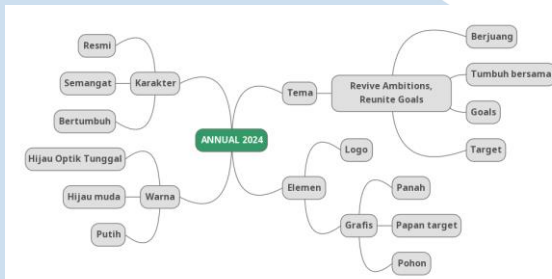 ANNUAL 2024
Karakter
Resmi
Semangat
Bertumbuh
Warna
Hijau Optik Tunggal
Hijau muda
Putih
Tema
Revive Ambitions,
Reunite Goals
Berjuang
Tumbuh bersama
Goals
Target
Elemen
Logo
Grafis
Panah
Papan target
Pohon